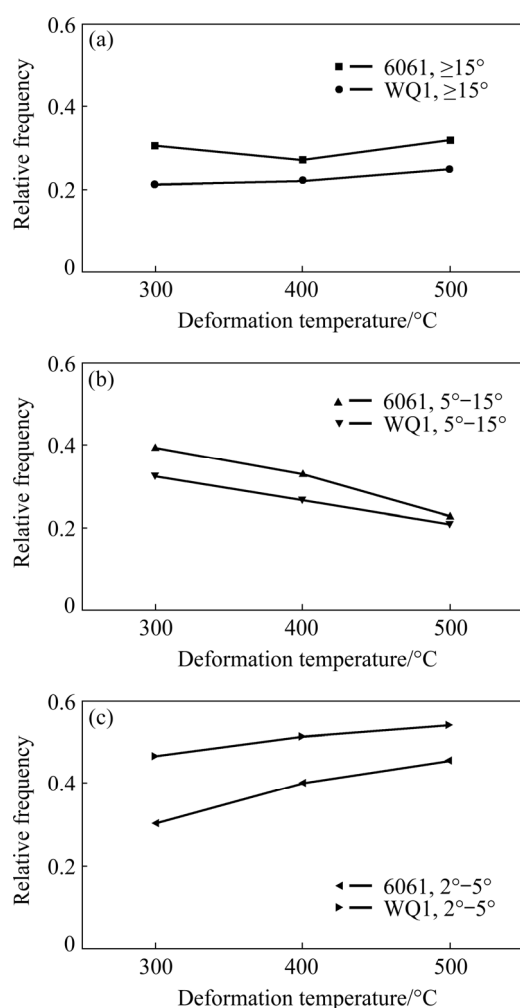 (a)
0.6
0.4
0.2
0
Relative frequency
6061, ≥15°
WQ1, ≥15°
300 400 500
Deformation temperature/°C
(b)
0.6
0.4
0.2
0
Relative frequency
6061, 5°−15°
WQ1, 5°−15°
300 400 500
Deformation temperature/°C
(c)
0.6
0.4
0.2
0
Relative frequency
6061, 2°−5°
WQ1, 2°−5°
300 400 500
Deformation temperature/°C